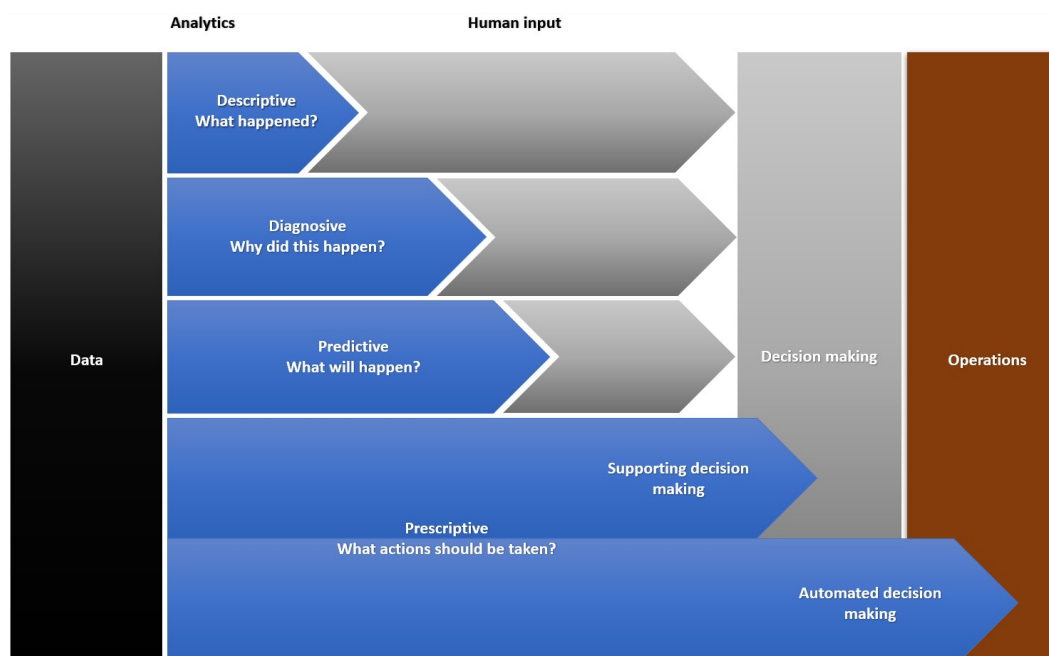 Analytics
Human input
Descriptive
What happened?
Diagnosive
Why did this happen?
Predictive
What will happen?
Data
Decision making
Operations
Supporting decision
making
Prescriptive
What actions should be taken?
Automated decision
making